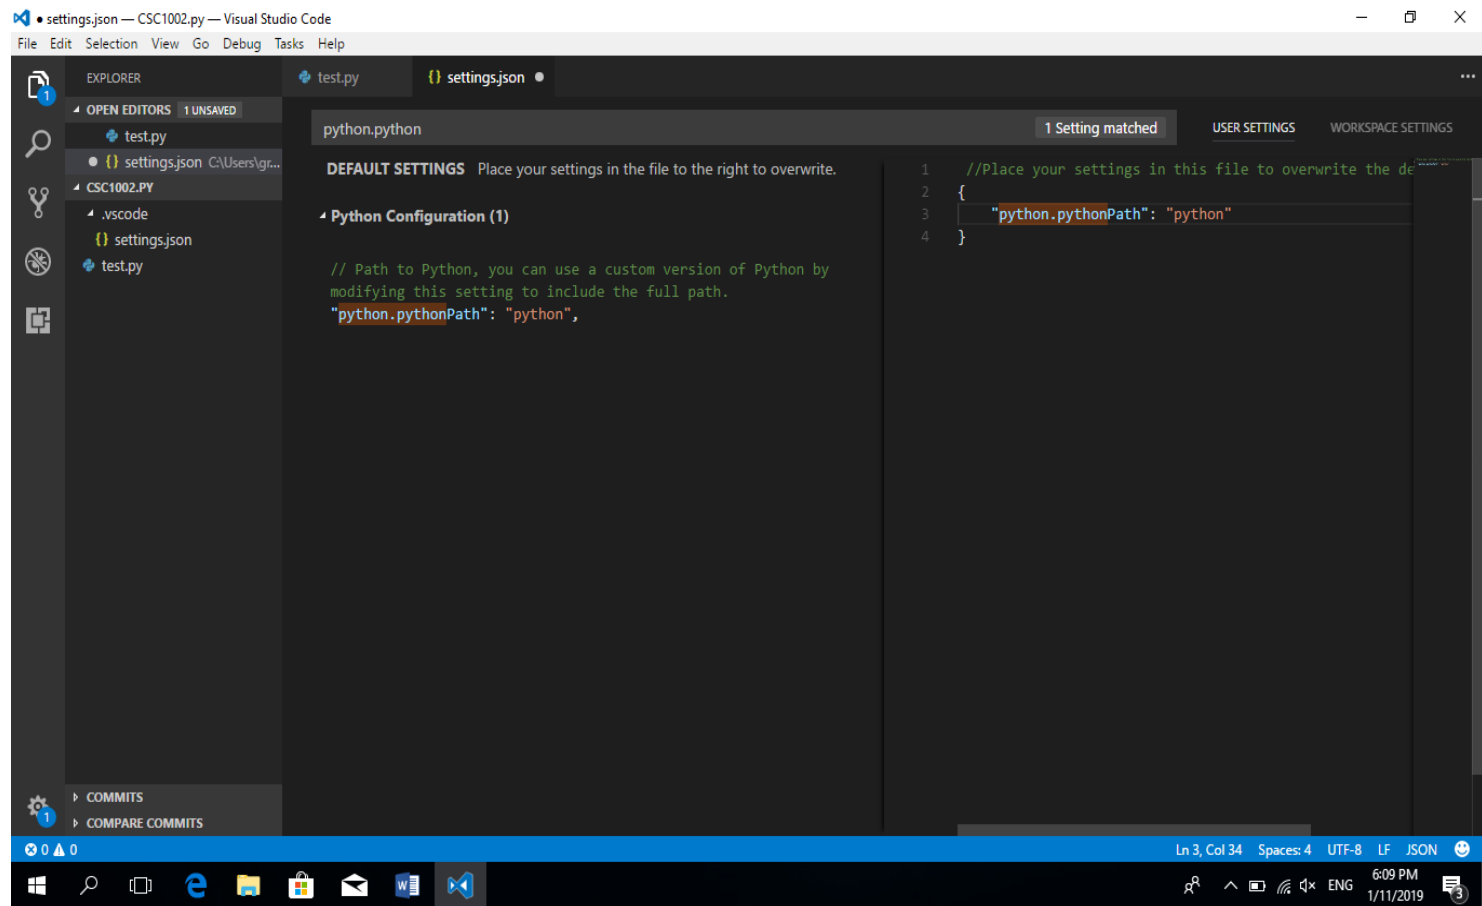 ● settings.json — CSC1002.py — Visual Studio Code
File Edit Selection View Go Debug Tasks Help
EXPLORER
test.py
{} settings.json ●
OPEN EDITORS 1 UNSAVED
test.py
● {} settings.json C:\Users\gr...
CSC1002.PY
.vscode
{} settings.json
test.py
COMMITS
COMPARE COMMITS
python.python
1 Setting matched
USER SETTINGS
WORKSPACE SETTINGS
DEFAULT SETTINGS Place your settings in the file to the right to overwrite.
Python Configuration (1)
// Path to Python, you can use a custom version of Python by
modifying this setting to include the full path.
"python.pythonPath": "python",
1 //Place your settings in this file to overwrite the de
2 {
3 "python.pythonPath": "python"
4 }
1
1
0 0
Ln 3, Col 34 Spaces: 4 UTF-8 LF JSON
ENG
6:09 PM
1/11/2019
3